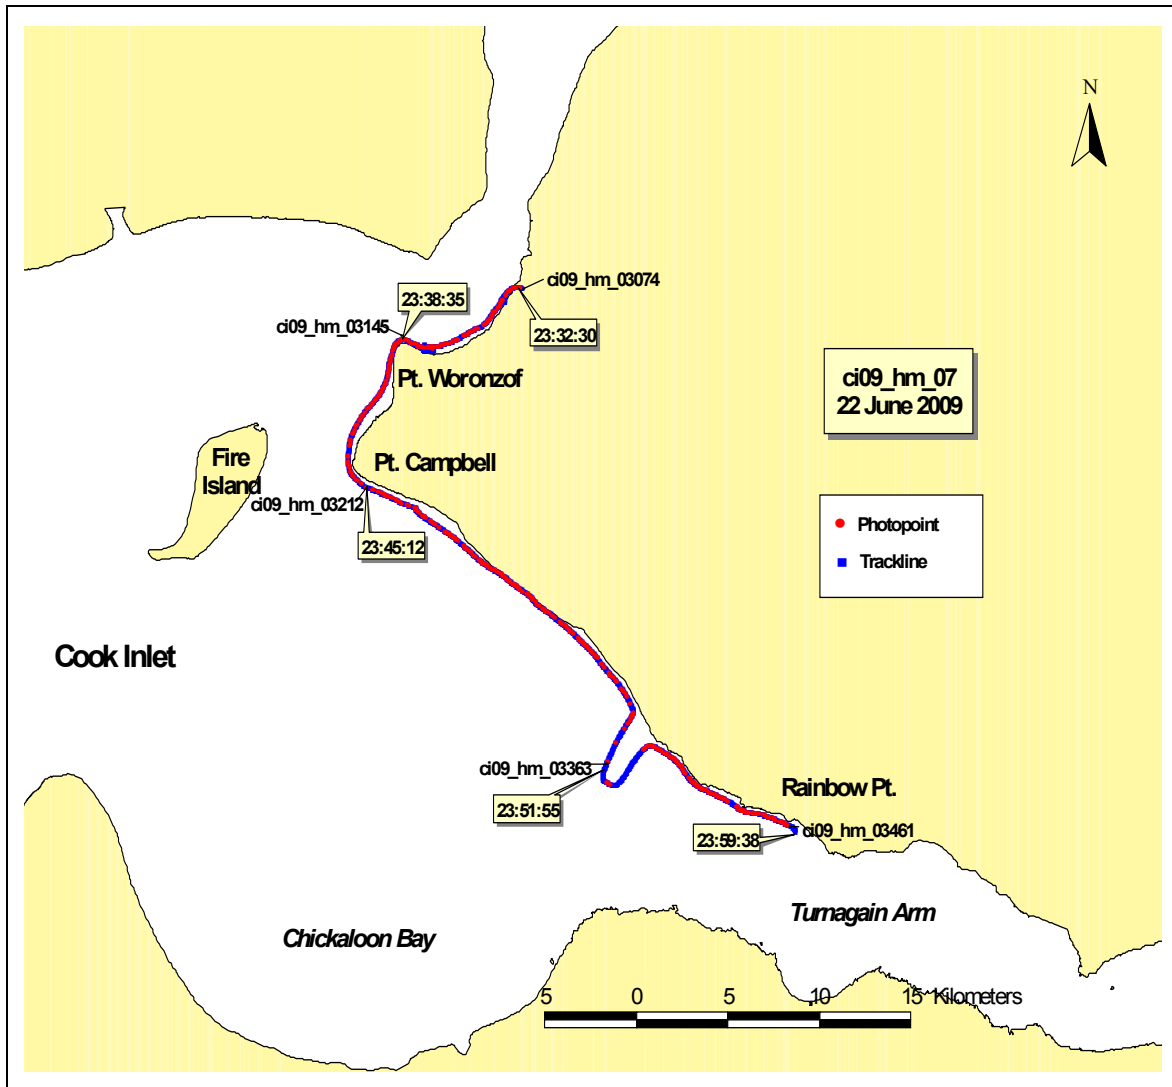 N
ci09_hm_03074
23:38:35
ci09_hm_03145
23:32:30
Pt. Woronzof
ci09_hm_07
22 June 2009
Fire
Island
Pt. Campbell
ci09_hm_03212
23:45:12
Photopoint
Trackline
Cook Inlet
ci09_hm_03363
23:51:55
Rainbow Pt.
ci09_hm_03461
23:59:38
Turnagain Arm
Chickaloon Bay
5 0 5 10 15 Kilometers